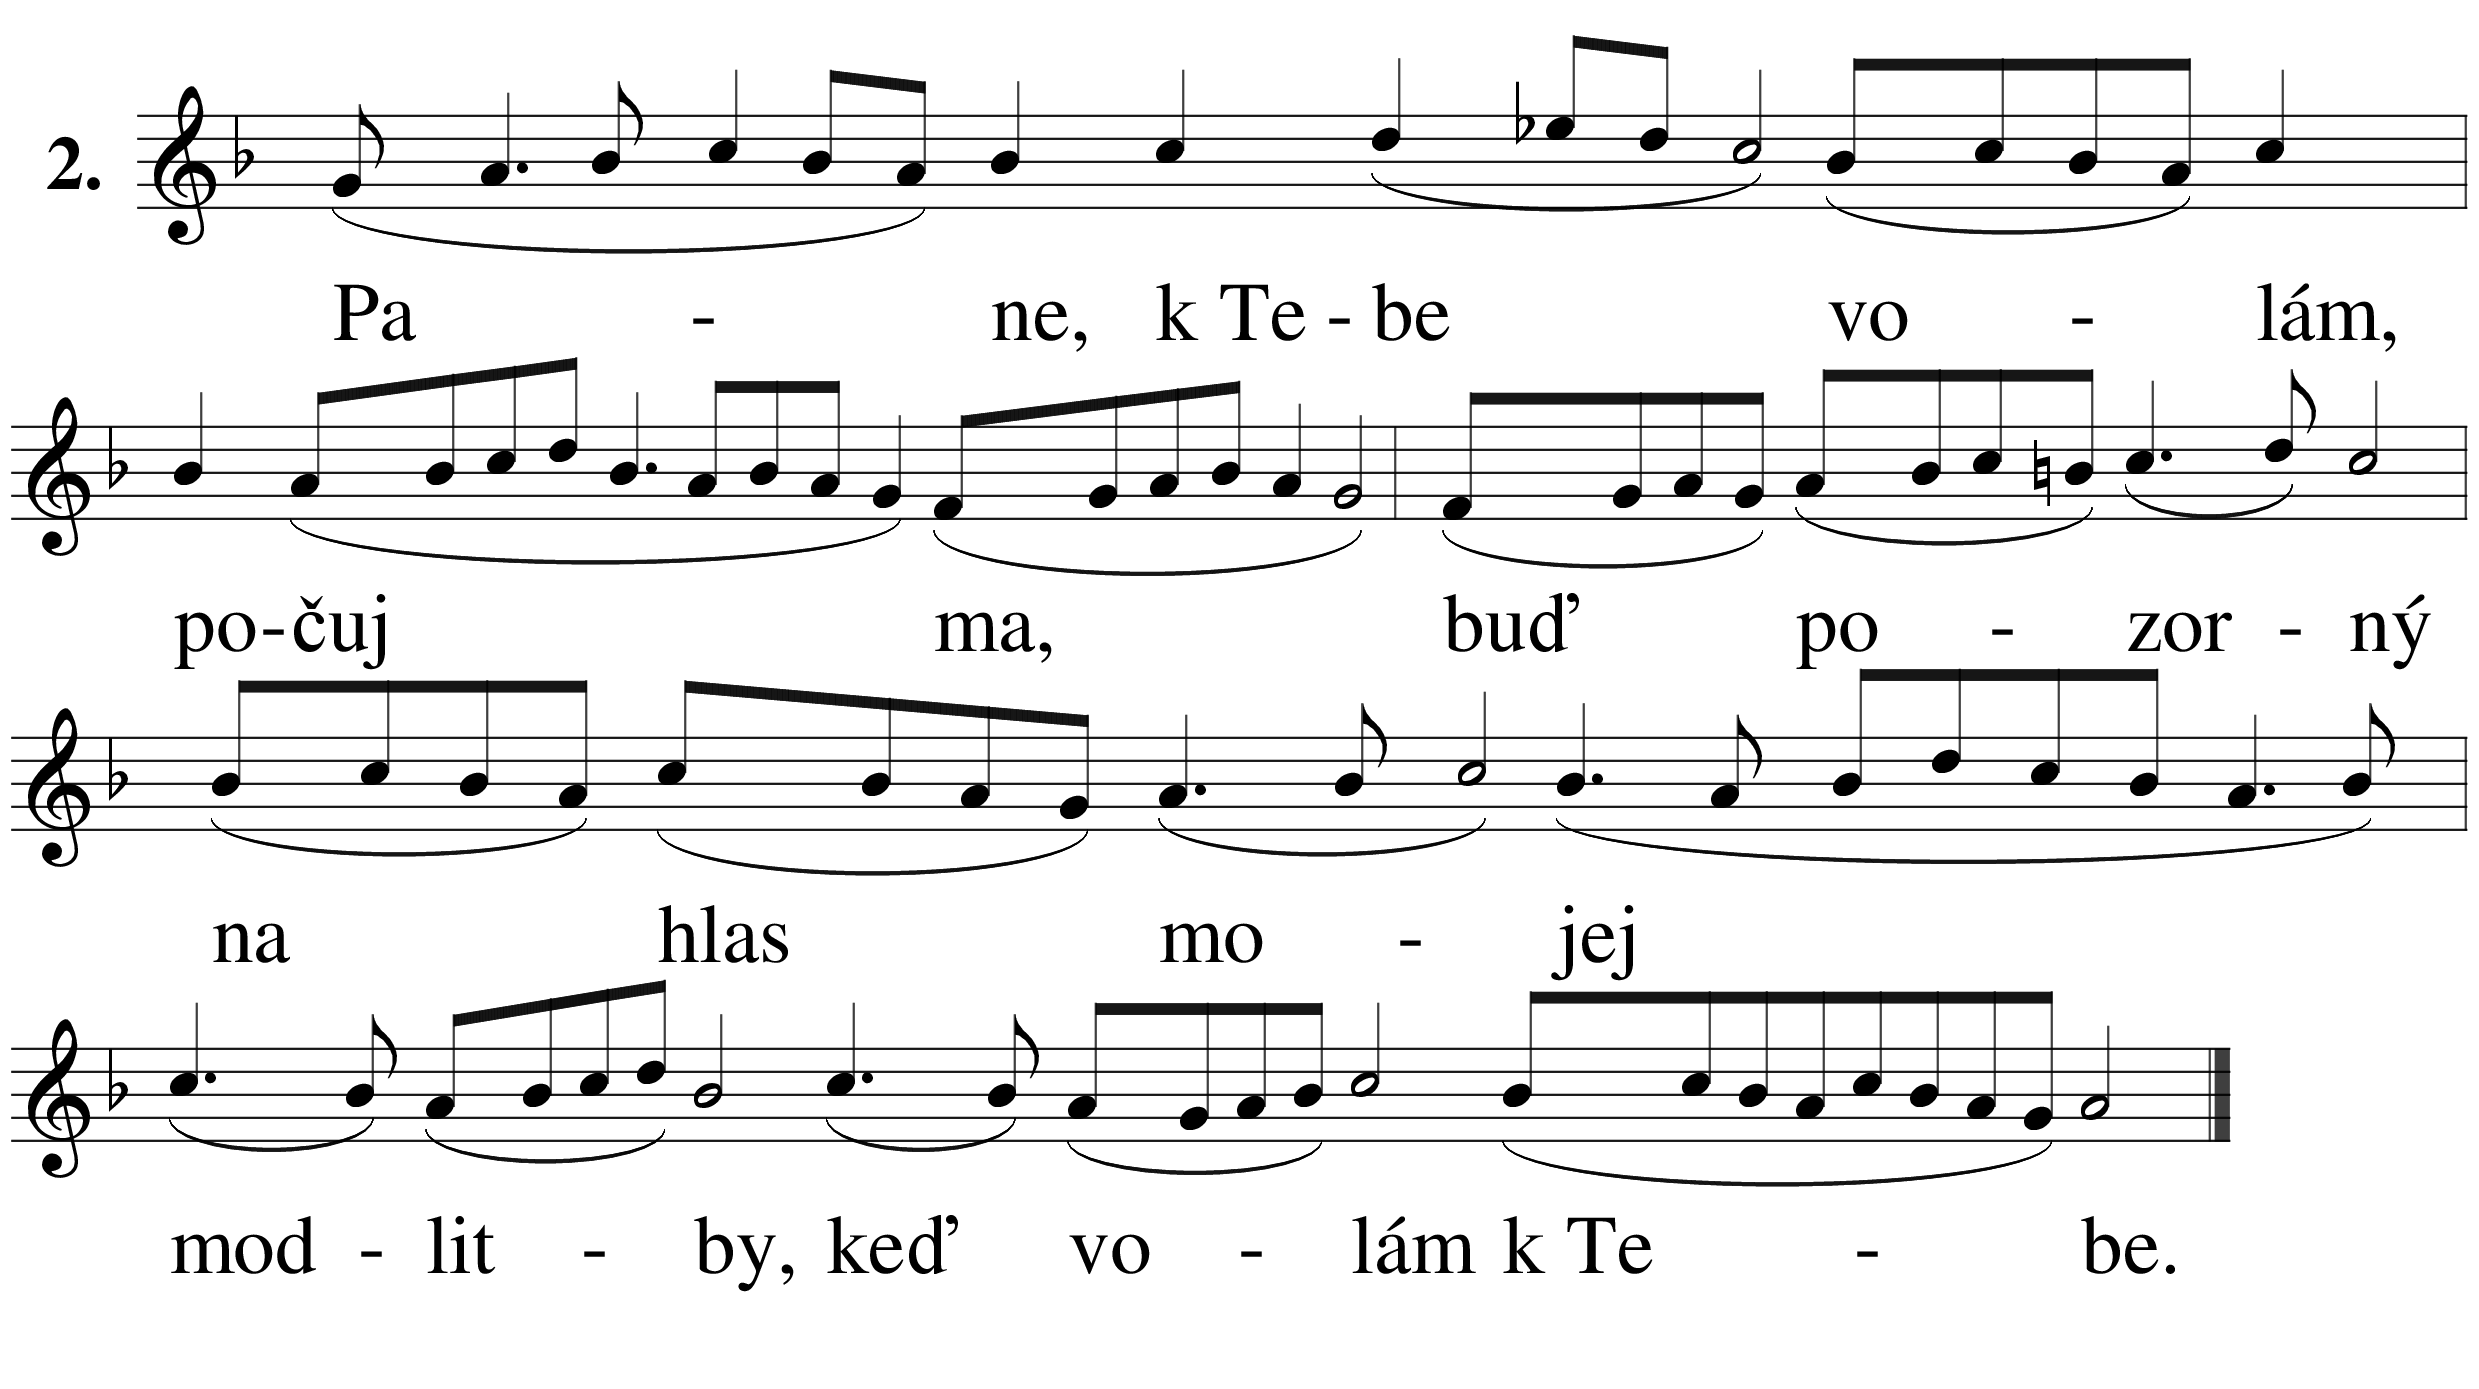 2.
Pa - ne, k Te - be vo - lám,
po-čuj ma, buď po - zor - ný
na hlas mo - jej
mod - lit - by, keď vo - lám k Te - be.